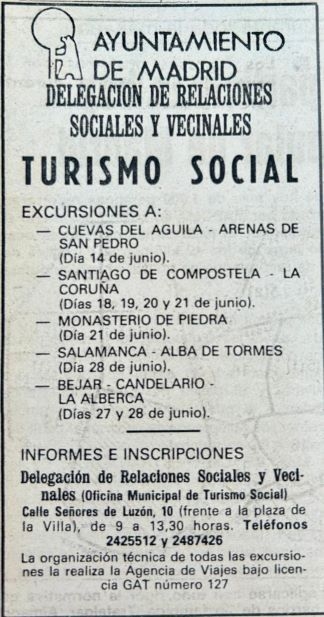 AYUNTAMIENTO
DE MADRID
DELEGACION DE RELACIONES
SOCIALES Y VECINALES
TURISMO SOCIAL
EXCURSIONES A:
— CUEVAS DEL AGUILA - ARENAS DE
SAN PEDRO
(Día 14 de junio).
— SANTIAGO DE COMPOSTELA - LA
CORUÑA
(Días 18, 19, 20 y 21 de junio).
— MONASTERIO DE PIEDRA
(Día 21 de junio).
— SALAMANCA - ALBA DE TORMES
(Día 28 de junio).
— BEJAR - CANDELARIO -
LA ALBERCA
(Días 27 y 28 de junio).
INFORMES E INSCRIPCIONES
Delegación de Relaciones Sociales y Veci-
nales (Oficina Municipal de Turismo Social)
Calle Señores de Luzón, 10 (frente a la plaza de
la Villa), de 9 a 13,30 horas. Teléfonos
2425512 y 2487426
La organización técnica de todas las excursio-
nes la realiza la Agencia de Viajes bajo licen-
cia GAT número 127